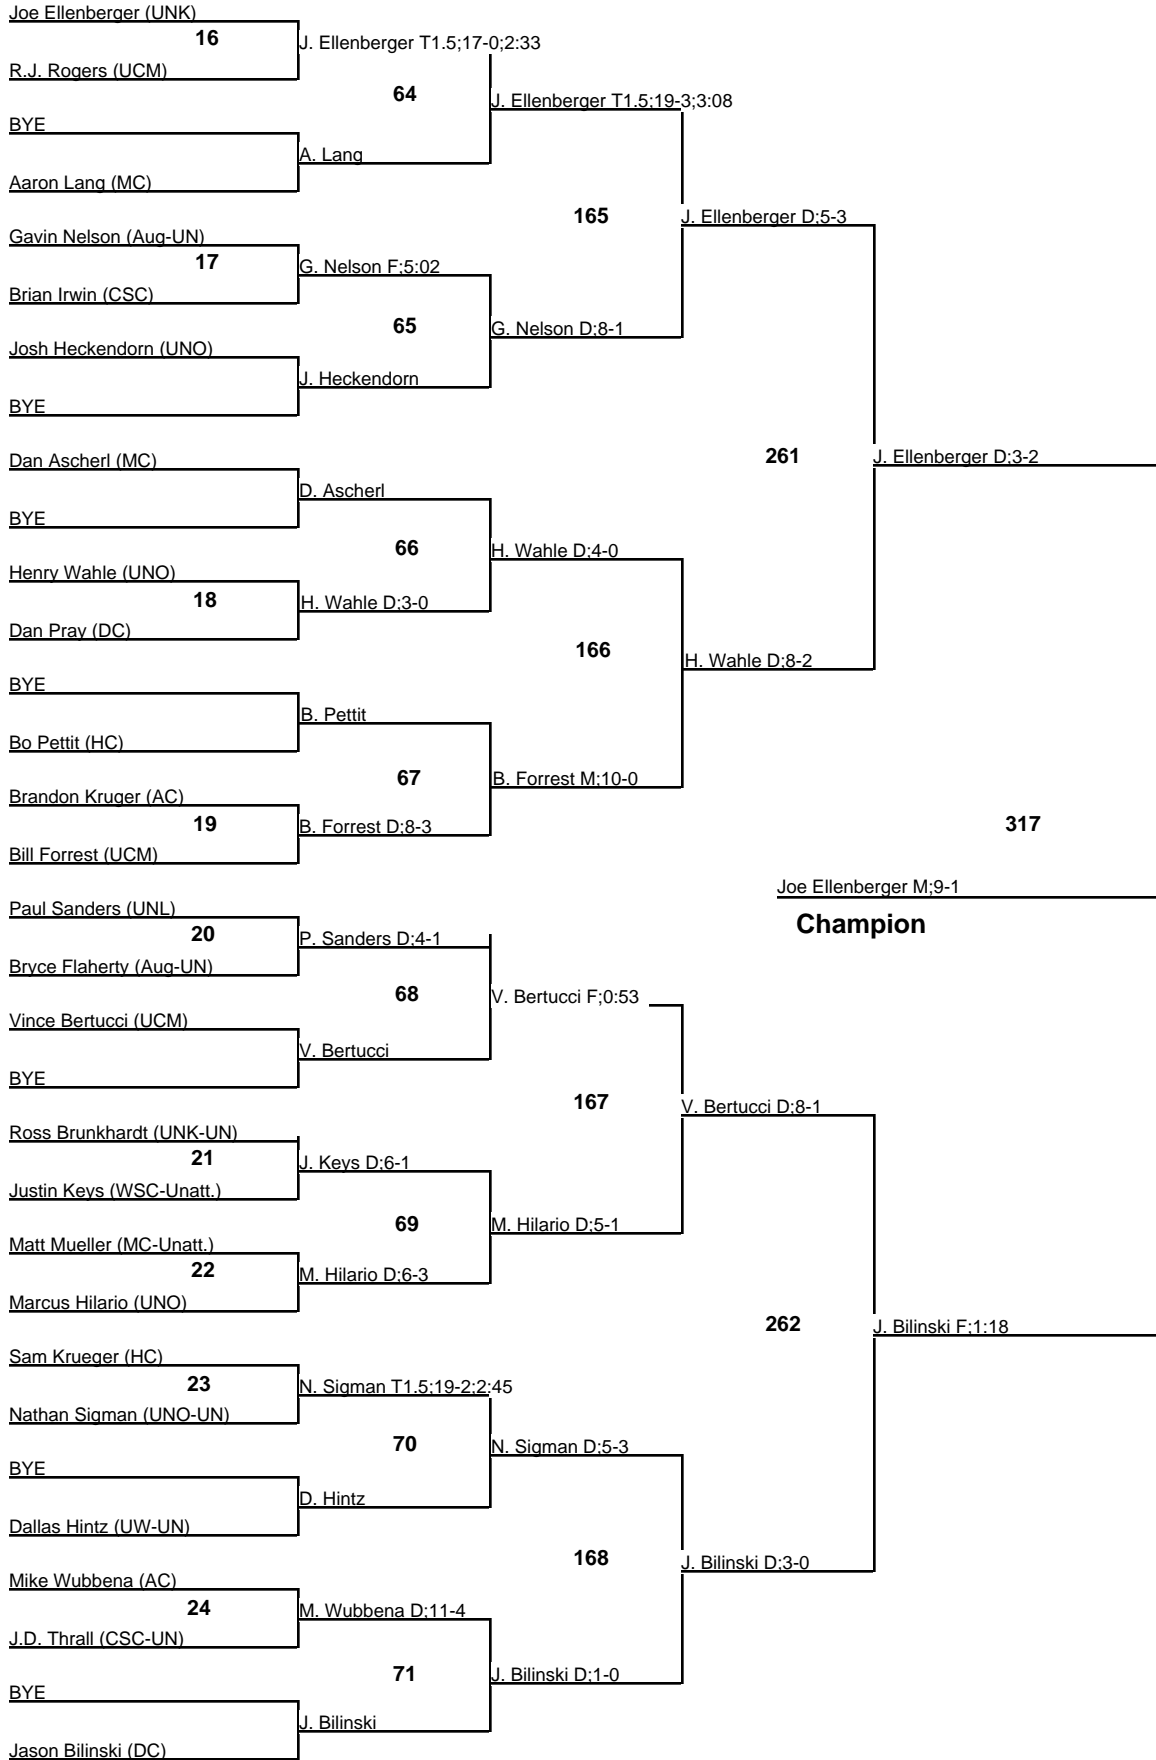 Joe Ellenberger (UNK)
16
J. Ellenberger T1.5;17-0;2:33
R.J. Rogers (UCM)
64
J. Ellenberger T1.5;19-3;3:08
BYE
A. Lang
Aaron Lang (MC)
165
J. Ellenberger D;5-3
Gavin Nelson (Aug-UN)
17
G. Nelson F;5:02
Brian Irwin (CSC)
65
G. Nelson D;8-1
Josh Heckendorn (UNO)
J. Heckendorn
BYE
261
J. Ellenberger D;3-2
Dan Ascherl (MC)
D. Ascherl
BYE
66
H. Wahle D;4-0
Henry Wahle (UNO)
18
H. Wahle D;3-0
Dan Pray (DC)
166
H. Wahle D;8-2
BYE
B. Pettit
Bo Pettit (HC)
67
B. Forrest M;10-0
Brandon Kruger (AC)
19
B. Forrest D;8-3
317
Bill Forrest (UCM)
Joe Ellenberger M;9-1
Champion
Paul Sanders (UNL)
20
P. Sanders D;4-1
Bryce Flaherty (Aug-UN)
68
V. Bertucci F;0:53
Vince Bertucci (UCM)
V. Bertucci
BYE
167
V. Bertucci D;8-1
Ross Brunkhardt (UNK-UN)
21
J. Keys D;6-1
Justin Keys (WSC-Unatt.)
69
M. Hilario D;5-1
Matt Mueller (MC-Unatt.)
22
M. Hilario D;6-3
Marcus Hilario (UNO)
262
J. Bilinski F;1:18
Sam Krueger (HC)
23
N. Sigman T1.5;19-2;2:45
Nathan Sigman (UNO-UN)
70
N. Sigman D;5-3
BYE
D. Hintz
Dallas Hintz (UW-UN)
168
J. Bilinski D;3-0
Mike Wubbena (AC)
24
M. Wubbena D;11-4
J.D. Thrall (CSC-UN)
71
J. Bilinski D;1-0
BYE
J. Bilinski
Jason Bilinski (DC)